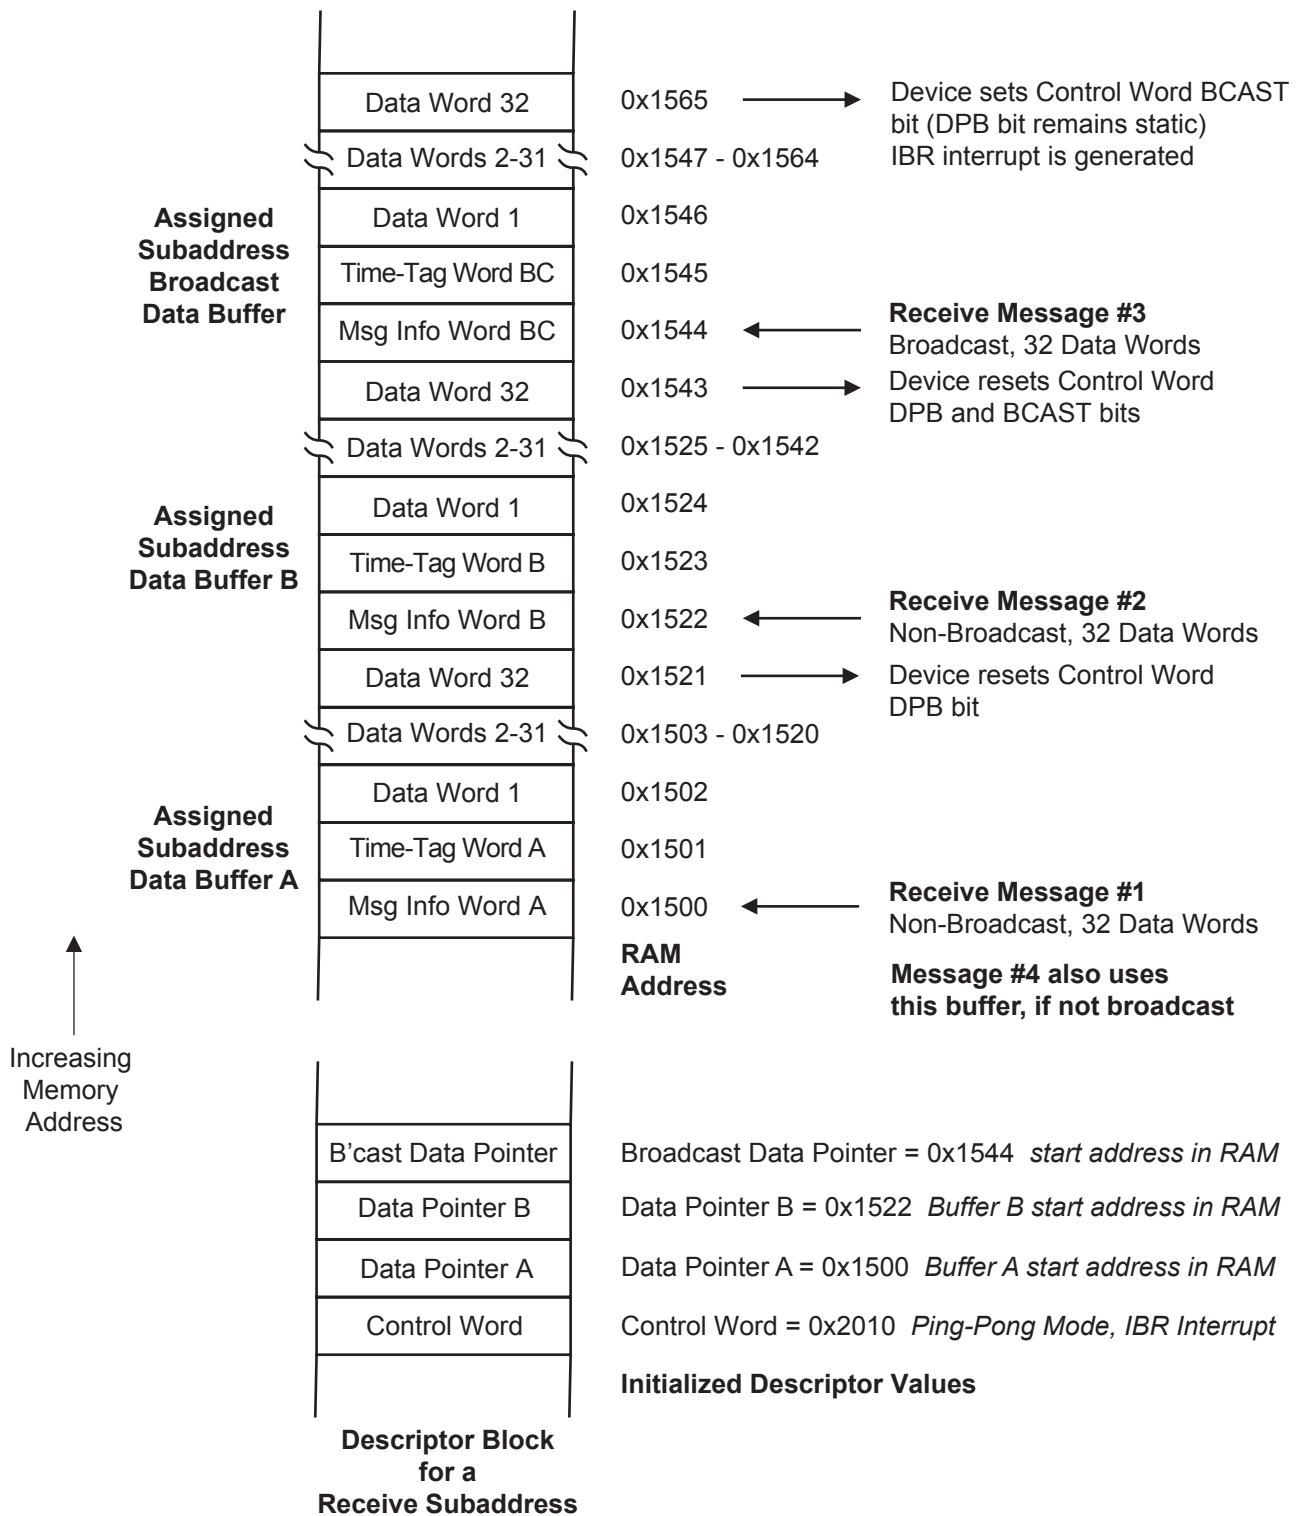 Data Word 32
0x1565
Device sets Control Word BCAST
bit (DPB bit remains static)
IBR interrupt is generated
Data Words 2-31
0x1547 - 0x1564
Assigned
Subaddress
Broadcast
Data Buffer
Data Word 1
0x1546
Time-Tag Word BC
0x1545
Msg Info Word BC
0x1544
Receive Message #3
Broadcast, 32 Data Words
Data Word 32
0x1543
Device resets Control Word
DPB and BCAST bits
Data Words 2-31
0x1525 - 0x1542
Assigned
Subaddress
Data Buffer B
Data Word 1
0x1524
Time-Tag Word B
0x1523
Msg Info Word B
0x1522
Receive Message #2
Non-Broadcast, 32 Data Words
Data Word 32
0x1521
Device resets Control Word
DPB bit
Data Words 2-31
0x1503 - 0x1520
Assigned
Subaddress
Data Buffer A
Data Word 1
0x1502
Time-Tag Word A
0x1501
Msg Info Word A
0x1500
Receive Message #1
Non-Broadcast, 32 Data Words
RAM
Address
Message #4 also uses
this buffer, if not broadcast
Increasing
Memory
Address
B'cast Data Pointer
Broadcast Data Pointer = 0x1544 start address in RAM
Data Pointer B
Data Pointer B = 0x1522 Buffer B start address in RAM
Data Pointer A
Data Pointer A = 0x1500 Buffer A start address in RAM
Control Word
Control Word = 0x2010 Ping-Pong Mode, IBR Interrupt
Initialized Descriptor Values
Descriptor Block
for a
Receive Subaddress